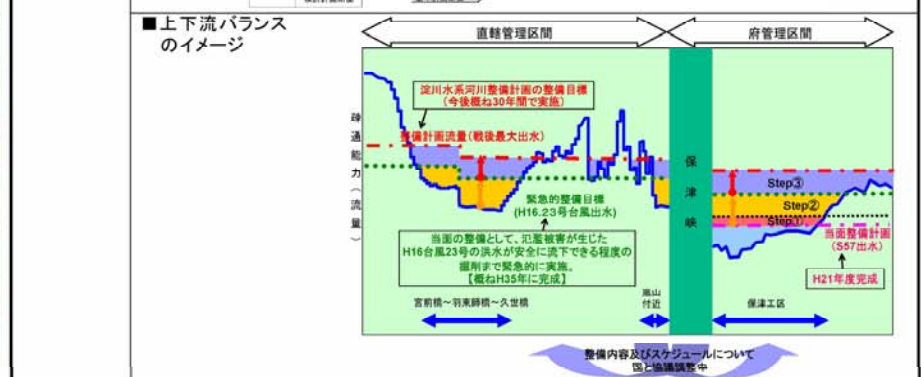 ■上下流バランス
のイメージ
直轄管理区間
府管理区間
淀川水系河川整備計画の整備目標
(今後概ね30年間で実施)
整備計画流量(戦後最大出水)
疎通能力(流量)
保津峡
Step③
Step②
Step①
緊急的整備目標
(H16.23号台風出水)
当面の整備として、氾濫被害が生じた
H16台風23号の洪水が安全に流下できる程度の
掘削まで緊急的に実施。
【概ねH35年に完成】
当面整備計画
(S57出水)
H21年度完成
宮前橋~羽束師橋~久世橋
嵐山
付近
保津工区
整備内容及びスケジュールについて
国と協議調整中